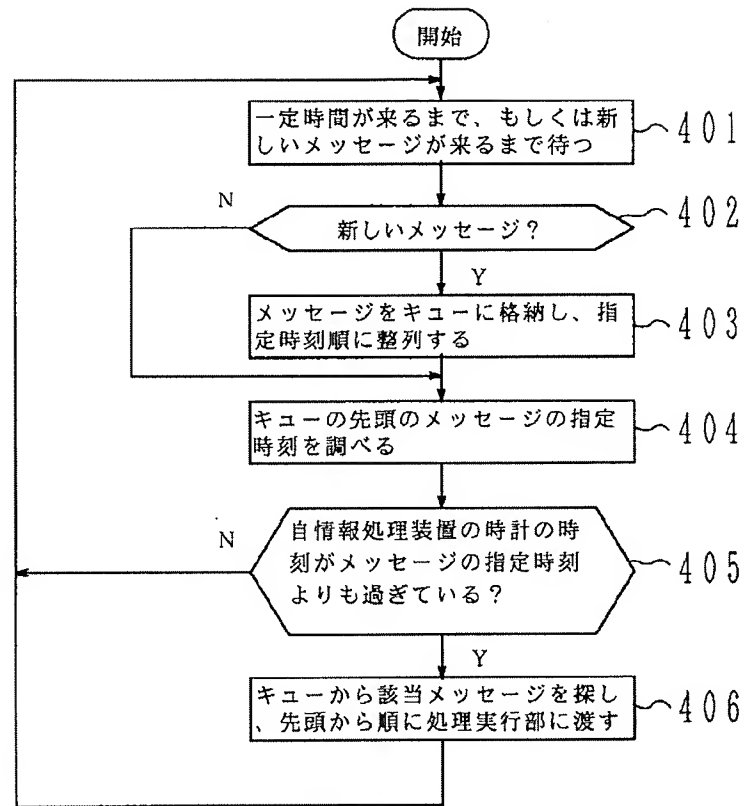 開始
一定時間が来るまで、もしくは新
しいメッセージが来るまで待つ
401
N
402
新しいメッセージ?
Y
メッセージをキューに格納し、指
定時刻順に整列する
403
キューの先頭のメッセージの指定
時刻を調べる
404
N
自情報処理装置の時計の時
刻がメッセージの指定時刻
よりも過ぎている?
405
Y
キューから該当メッセージを探し
、先頭から順に処理実行部に渡す
406